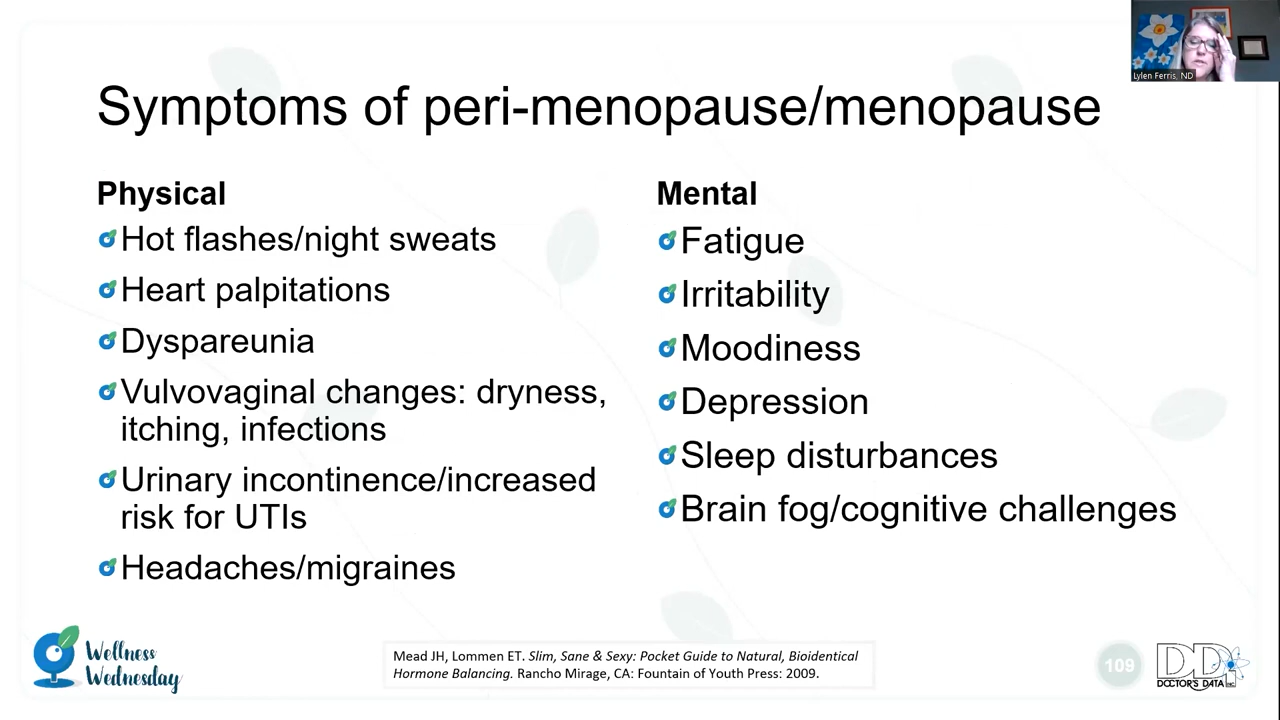 Lylen Ferris, ND
Symptoms of peri-menopause/menopause
Physical
Hot flashes/night sweats
Heart palpitations
Dyspareunia
Vulvovaginal changes: dryness,
itching, infections
Urinary incontinence/increased
risk for UTIs
Headaches/migraines
Mental
Fatigue
Irritability
Moodiness
Depression
Sleep disturbances
Brain fog/cognitive challenges
Wellness
Wednesday
Mead JH, Lommen ET. Slim, Sane & Sexy: Pocket Guide to Natural, Bioidentical
Hormone Balancing. Rancho Mirage, CA: Fountain of Youth Press: 2009.
109
DDI
DOCTOR'S DATA INC.